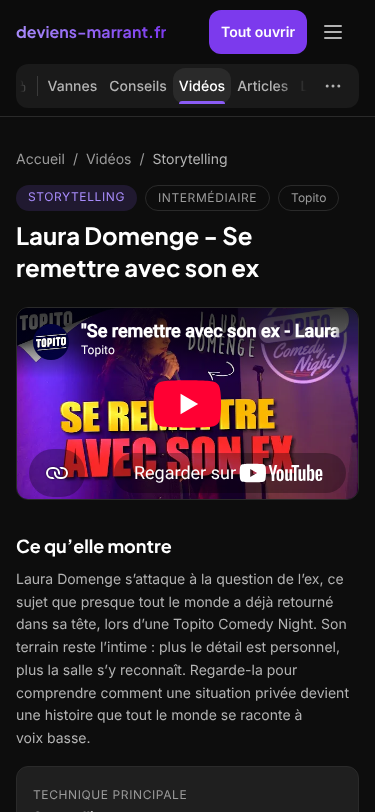 deviens-marrant.fr
Tout ouvrir
Vannes Conseils Vidéos Articles
Accueil / Vidéos / Storytelling
STORYTELLING INTERMÉDIAIRE Topito
Laura Domenge - Se
remettre avec son ex
TOPITO
LAURA
DOMENGE
TOPITO
Comedy
Night
TOPITO
"Se remettre avec son ex - Laura
Topito
SE REMETTRE
AVEC SON EX
Regarder sur YouTube
Ce qu’elle montre
Laura Domenge s’attaque à la question de l’ex, ce
sujet que presque tout le monde a déjà retourné
dans sa tête, lors d’une Topito Comedy Night. Son
terrain reste l’intime : plus le détail est personnel,
plus la salle s’y reconnaît. Regarde-la pour
comprendre comment une situation privée devient
une histoire que tout le monde se raconte à
voix basse.
TECHNIQUE PRINCIPALE